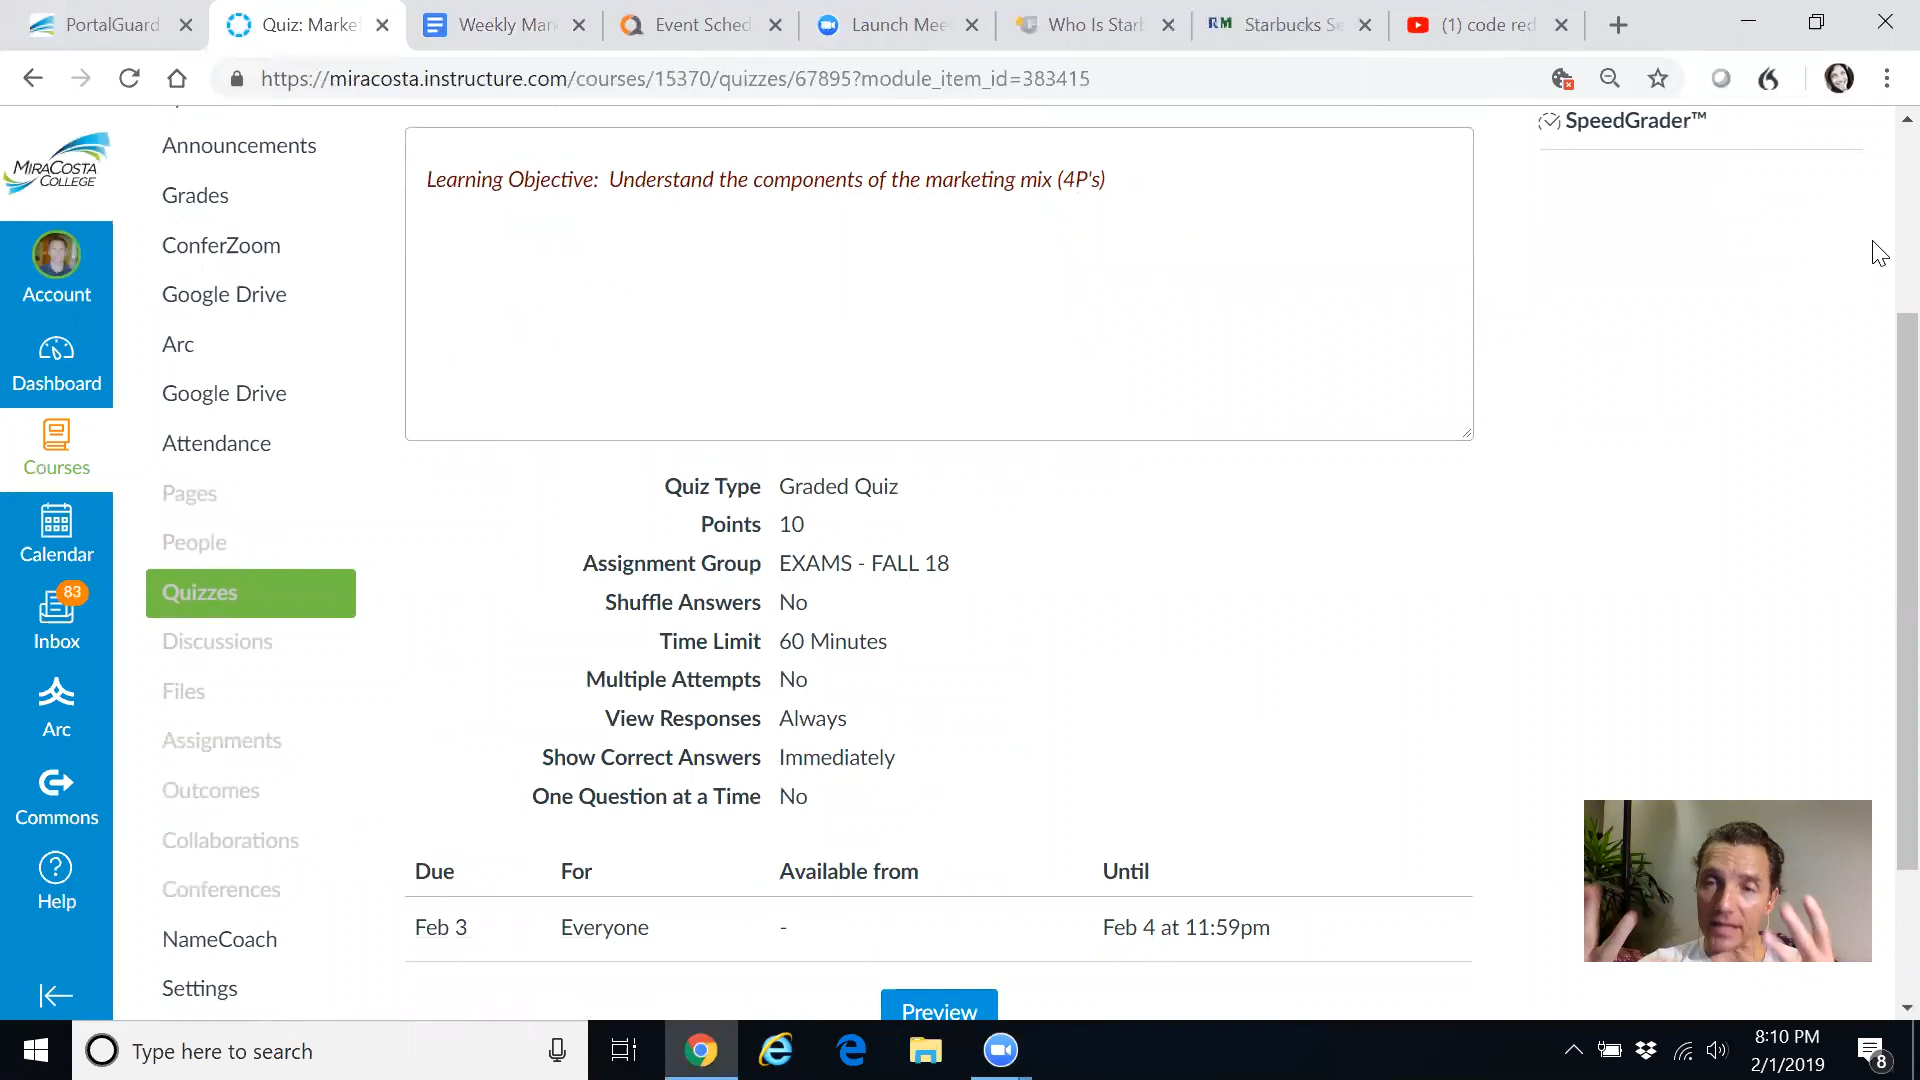 PortalGuard
Quiz: Marke
Weekly Mar
Event Sched
Launch Mee
Who Is Starb
RM
Starbucks Se
(1) code red
https://miracosta.instructure.com/courses/15370/quizzes/67895?module_item_id=383415
MIRACOSTA
COLLEGE
Account
Dashboard
Courses
Calendar
83
Inbox
Arc
Commons
Help
Announcements
Grades
ConferZoom
Google Drive
Arc
Google Drive
Attendance
Pages
People
Quizzes
Discussions
Files
Assignments
Outcomes
Collaborations
Conferences
NameCoach
Settings
Learning Objective: Understand the components of the marketing mix (4P's)
SpeedGrader™
Quiz Type Graded Quiz
Points 10
Assignment Group EXAMS - FALL 18
Shuffle Answers No
Time Limit 60 Minutes
Multiple Attempts No
View Responses Always
Show Correct Answers Immediately
One Question at a Time No
Due For Available from Until
Feb 3 Everyone - Feb 4 at 11:59pm
Preview
Type here to search
8:10 PM
2/1/2019
8